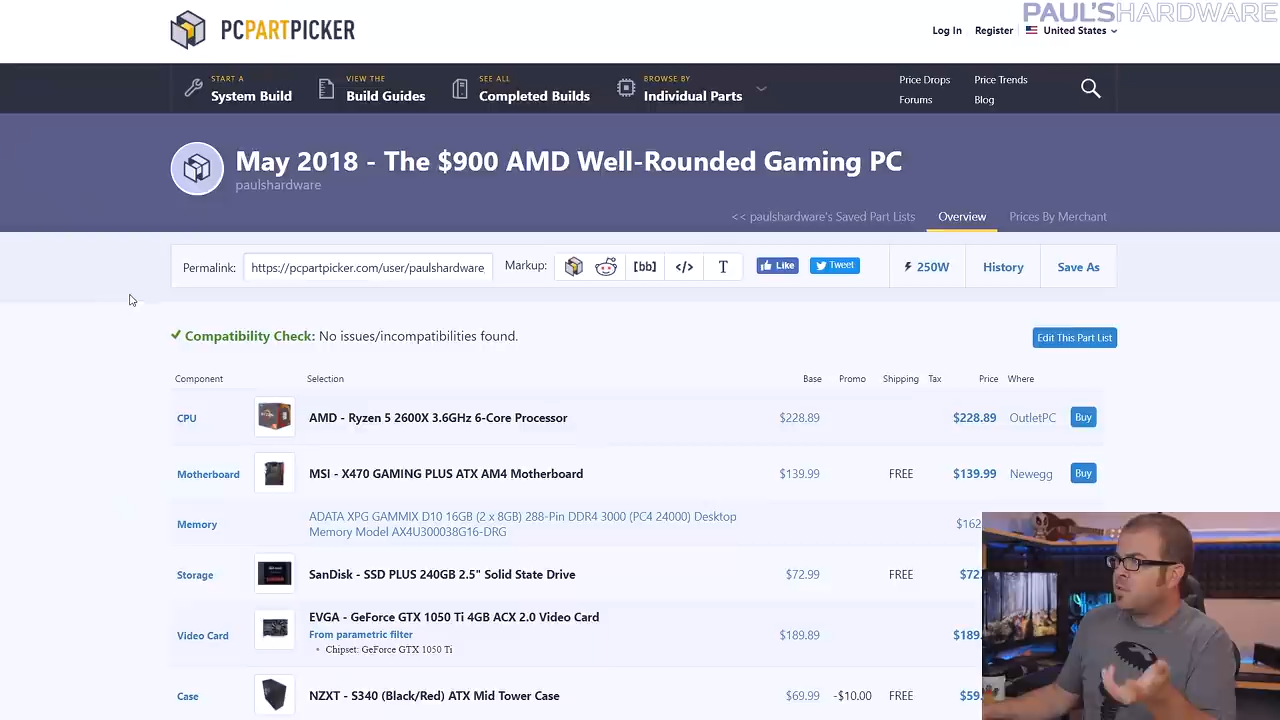 PAUL'SHARDWARE
PCPARTPICKER
Log In Register United States
START A
System Build
VIEW THE
Build Guides
SEE ALL
Completed Builds
BROWSE BY
Individual Parts
Price Drops Price Trends
Forums Blog
May 2018 - The $900 AMD Well-Rounded Gaming PC
paulshardware
<< paulshardware's Saved Part Lists Overview Prices By Merchant
Permalink: https://pcpartpicker.com/user/paulshardware Markup: [bb] </> T Like Tweet 250W History Save As
Compatibility Check: No issues/incompatibilities found. Edit This Part List
Component Selection Base Promo Shipping Tax Price Where
CPU AMD - Ryzen 5 2600X 3.6GHz 6-Core Processor $228.89 $228.89 OutletPC Buy
Motherboard MSI - X470 GAMING PLUS ATX AM4 Motherboard $139.99 FREE $139.99 Newegg Buy
Memory ADATA XPG GAMMIX D10 16GB (2 x 8GB) 288-Pin DDR4 3000 (PC4 24000) Desktop
Memory Model AX4U300038G16-DRG $162
Storage SanDisk - SSD PLUS 240GB 2.5" Solid State Drive $72.99 FREE $72.
Video Card EVGA - GeForce GTX 1050 Ti 4GB ACX 2.0 Video Card $189.89 $189.
From parametric filter
• Chipset: GeForce GTX 1050 Ti
Case NZXT - S340 (Black/Red) ATX Mid Tower Case $69.99 -$10.00 FREE $59.